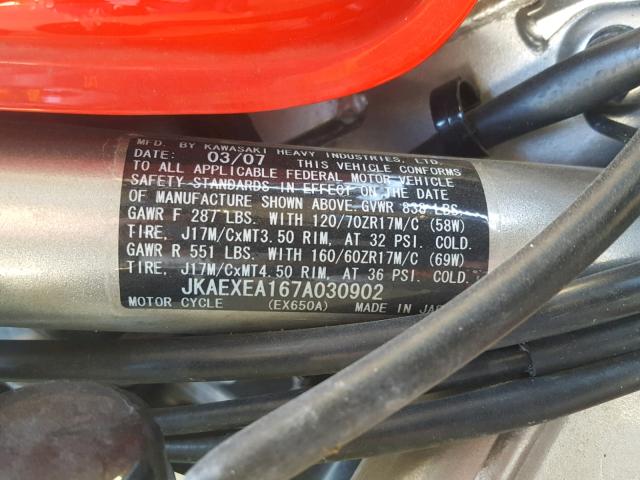 MFD. BY KAWASAKI HEAVY INDUSTRIES, LTD.
DATE: 03/07 THIS VEHICLE CONFORMS
TO ALL APPLICABLE FEDERAL MOTOR VEHICLE
SAFETY STANDARDS IN EFFECT ON THE DATE
OF MANUFACTURE SHOWN ABOVE. GVWR 838 LBS.
GAWR F 287 LBS. WITH 120/70ZR17M/C (58W)
TIRE, J17M/CxMT3.50 RIM, AT 32 PSI. COLD.
GAWR R 551 LBS. WITH 160/60ZR17M/C (69W)
TIRE, J17M/CxMT4.50 RIM, AT 36 PSI. COLD.
JKAEXEA167A030902
MOTOR CYCLE (EX650A) MADE IN